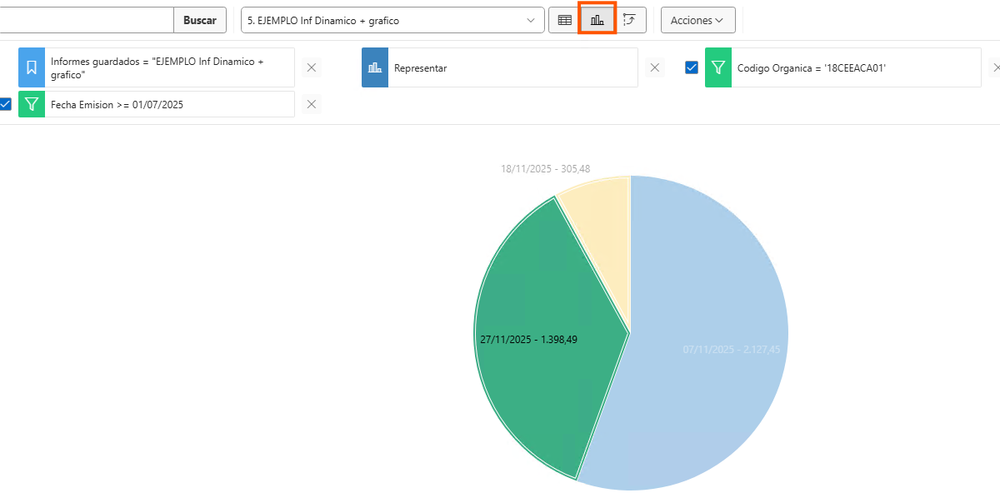 Buscar
5. EJEMPLO Inf Dinamico + grafico
Acciones
Informes guardados = "EJEMPLO Inf Dinamico +
grafico"
Representar
Codigo Organica = '18CEEACA01'
Fecha Emision >= 01/07/2025
18/11/2025 - 305,48
27/11/2025 - 1.398,49
07/11/2025 - 2.127,45